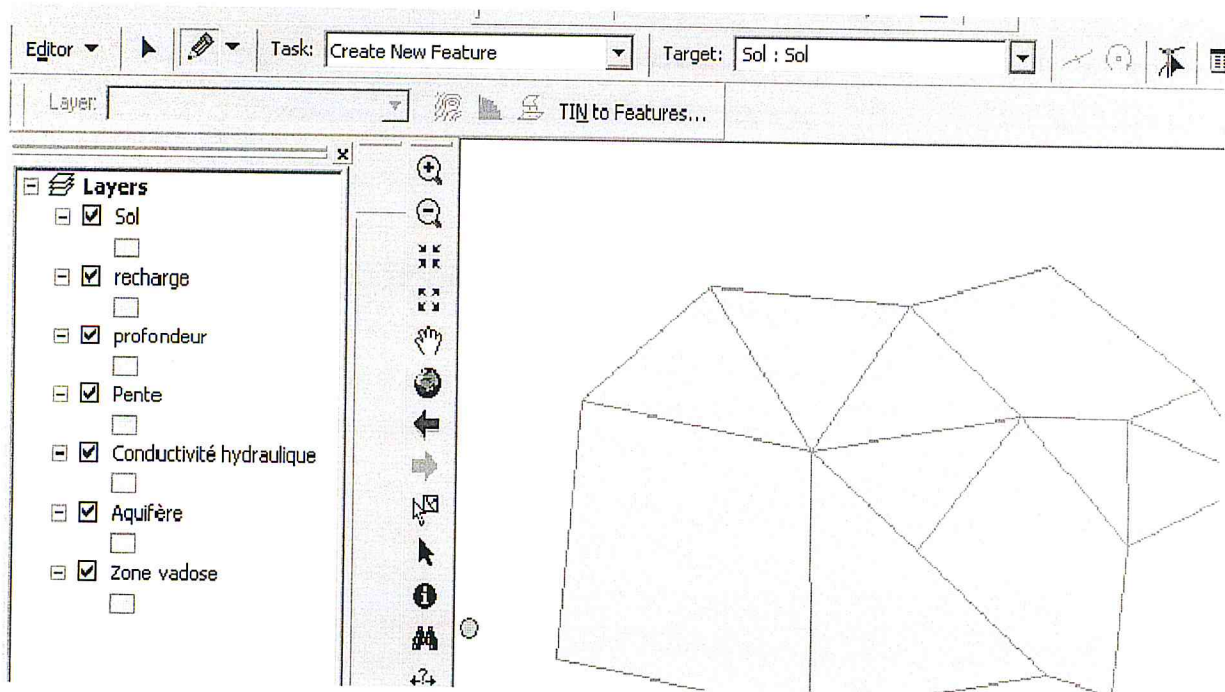 Editor Task: Create New Feature Target: Sol : Sol
Layer: TIN to Features...
Layers
Sol
recharge
profondeur
Pente
Conductivité hydraulique
Aquifère
Zone vadose